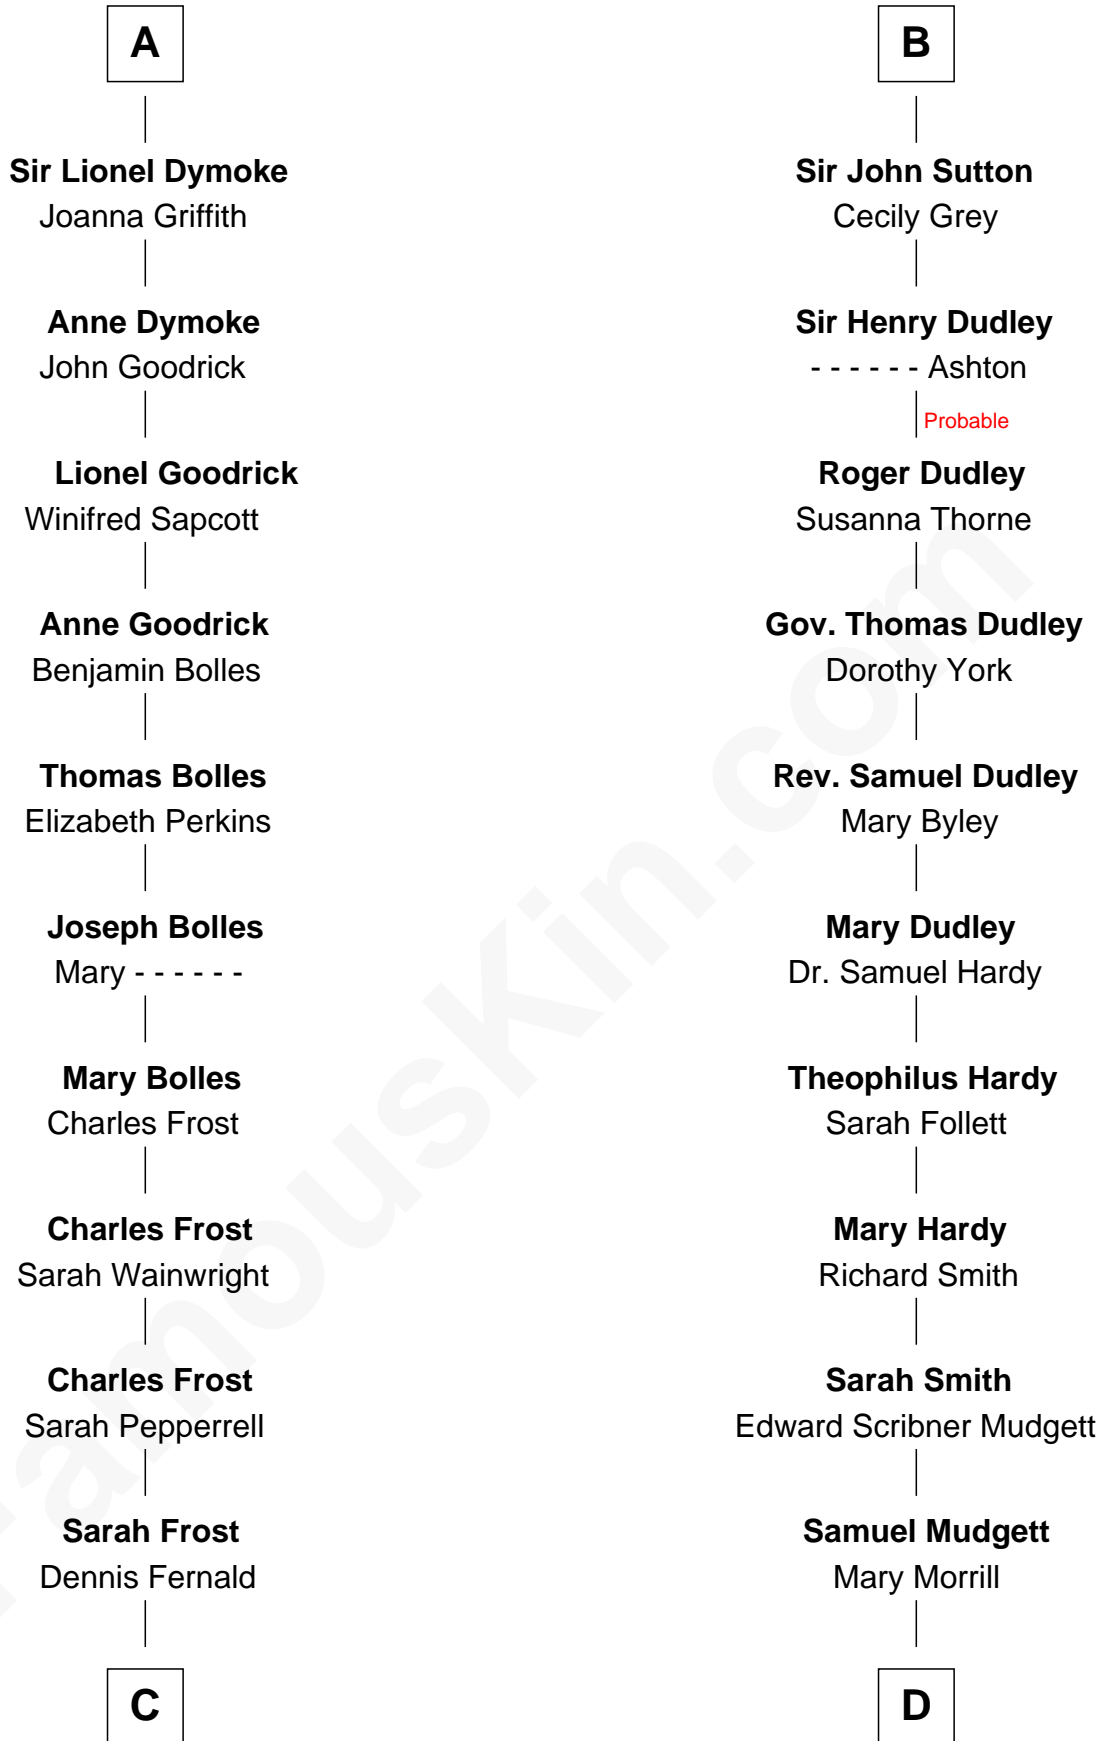 A
Sir Lionel Dymoke
Joanna Griffith
Anne Dymoke
John Goodrick
Lionel Goodrick
Winifred Sapcott
Anne Goodrick
Benjamin Bolles
Thomas Bolles
Elizabeth Perkins
Joseph Bolles
Mary - - - - - -
Mary Bolles
Charles Frost
Charles Frost
Sarah Wainwright
Charles Frost
Sarah Pepperrell
Sarah Frost
Dennis Fernald
C
B
Sir John Sutton
Cecily Grey
Sir Henry Dudley
- - - - - - Ashton
Probable
Roger Dudley
Susanna Thorne
Gov. Thomas Dudley
Dorothy York
Rev. Samuel Dudley
Mary Byley
Mary Dudley
Dr. Samuel Hardy
Theophilus Hardy
Sarah Follett
Mary Hardy
Richard Smith
Sarah Smith
Edward Scribner Mudgett
Samuel Mudgett
Mary Morrill
D
FamousKin.com